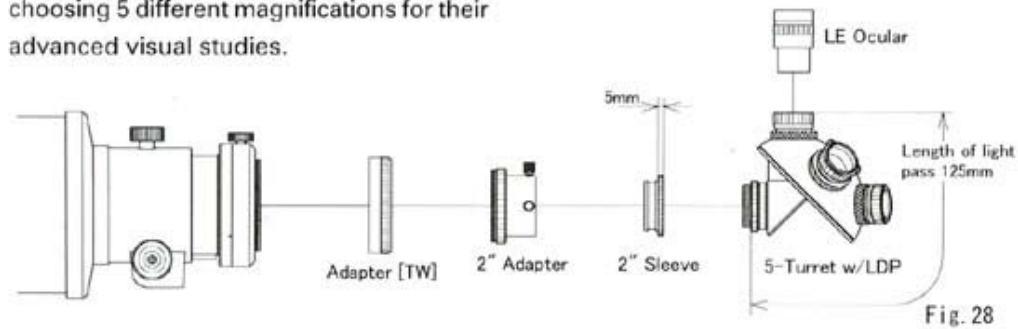 choosing 5 different magnifications for their
advanced visual studies.
LE Ocular
5mm
Length of light
pass 125mm
Adapter [TW]
2" Adapter
2" Sleeve
5-Turret w/LDP
Fig. 28